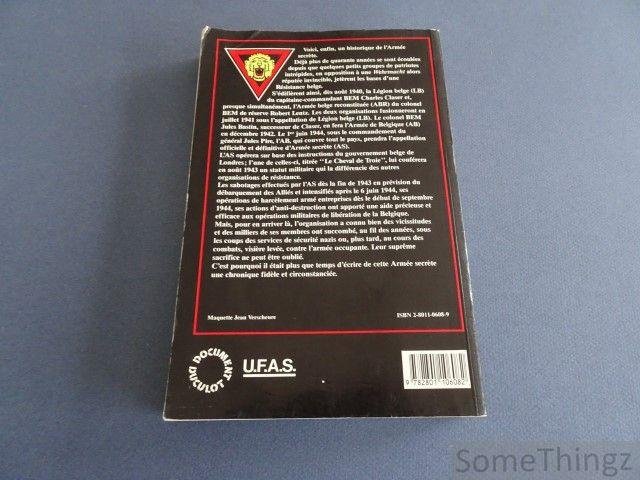 Voici, enfin, un historique de l'Armée
secrète.
Déjà plus de quarante années se sont écoulées
depuis que quelques petits groupes de patriotes
intrépides, en opposition à une Wehrmacht alors
réputée invincible, jetèrent les bases d'une
Résistance belge.
S'édifièrent ainsi, dès août 1940, la Légion belge (LB)
du capitaine-commandant BEM Charles Claser et,
presque simultanément, l'Armée belge reconstituée (ABR) du colonel
BEM de réserve Robert Lentz. Les deux organisations fusionneront en
juillet 1941 sous l'appellation de Légion belge (LB). Le colonel BEM
Jules Bastin, successeur de Claser, en fera l'Armée de Belgique (AB)
en décembre 1942. Le 1er juin 1944, sous le commandement du
général Jules Pire, l'AB, qui couvre tout le pays, prendra l'appellation
officielle et définitive d'Armée secrète (AS).
L'AS opérera sur base des instructions du gouvernement belge de
Londres; l'une de celles-ci, titrée "Le Cheval de Troie", lui conférera
en août 1943 un statut militaire qui la différencie des autres
organisations de résistance.
Les sabotages effectués par l'AS dès la fin de 1943 en prévision du
débarquement des Alliés et intensifiés après le 6 juin 1944, ses
opérations de harcèlement armé entreprises dès le début de septembre
1944, ses actions d'anti-destruction ont apporté une aide précieuse et
efficace aux opérations militaires de libération de la Belgique.
Mais, pour en arriver là, l'organisation a connu bien des vicissitudes
et des milliers de ses membres ont succombé, au fil des années, sous
les coups des services de sécurité nazis ou, plus tard, au cours des
combats, visière levée, contre l'armée occupante. Leur suprême
sacrifice ne peut être oublié.
C'est pourquoi il était plus que temps d'écrire de cette Armée secrète
une chronique fidèle et circonstanciée.
Maquette Jean Verscheure
ISBN 2-8011-0608-9
DOCUMENT
DUCULOT
U.F.A.S.
9 782801 106082
SomeThingz